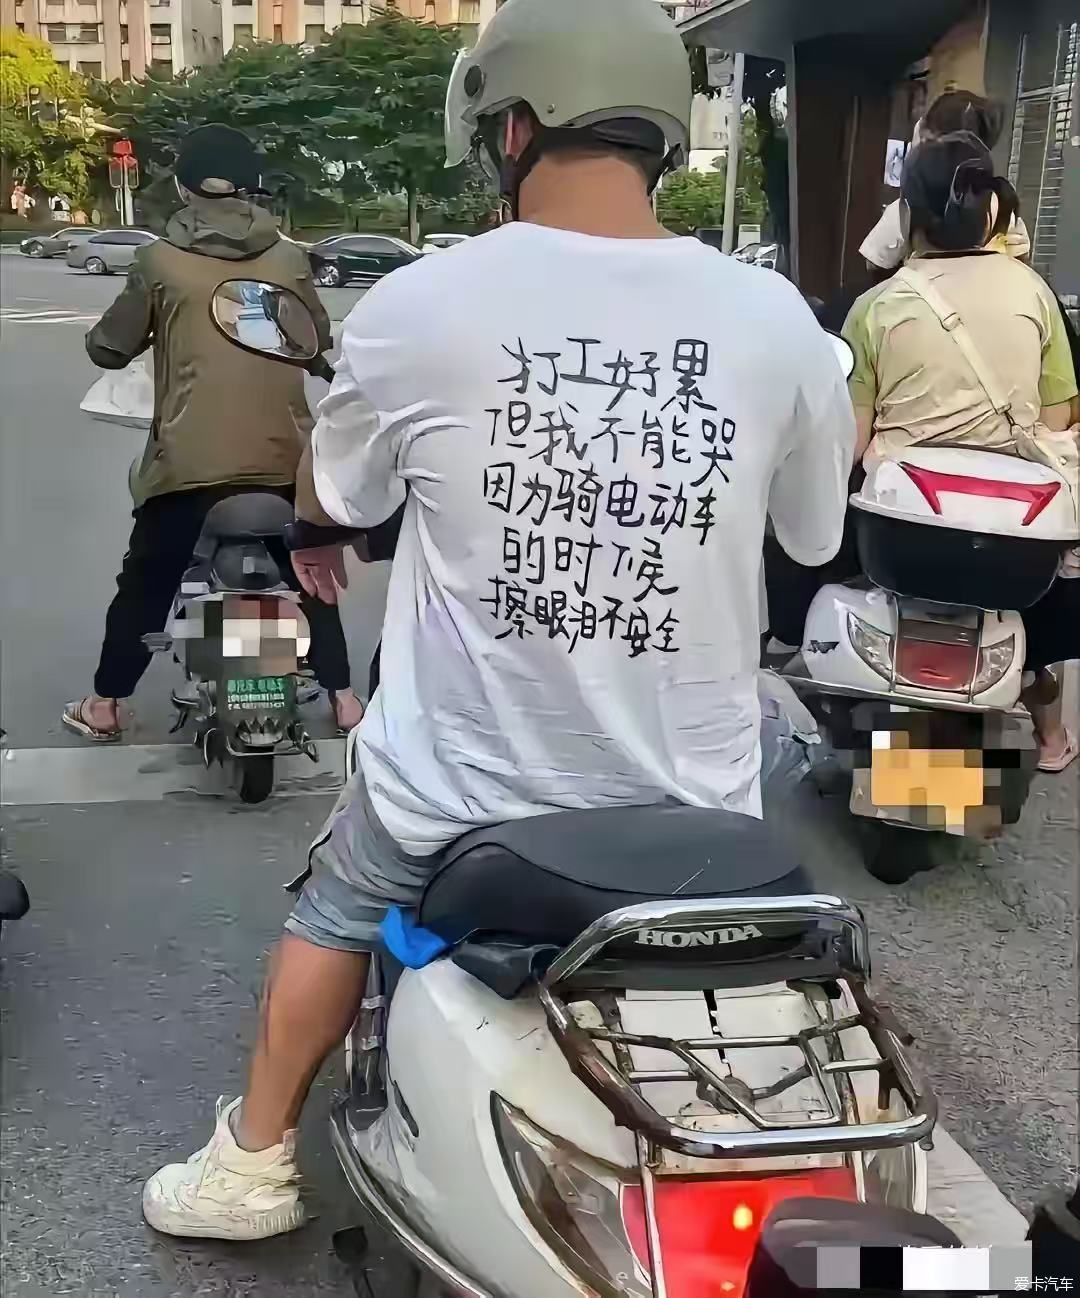 打工好累
但我不能哭
因为骑电动车
的时候
擦眼泪不安全
HONDA
爱卡汽车